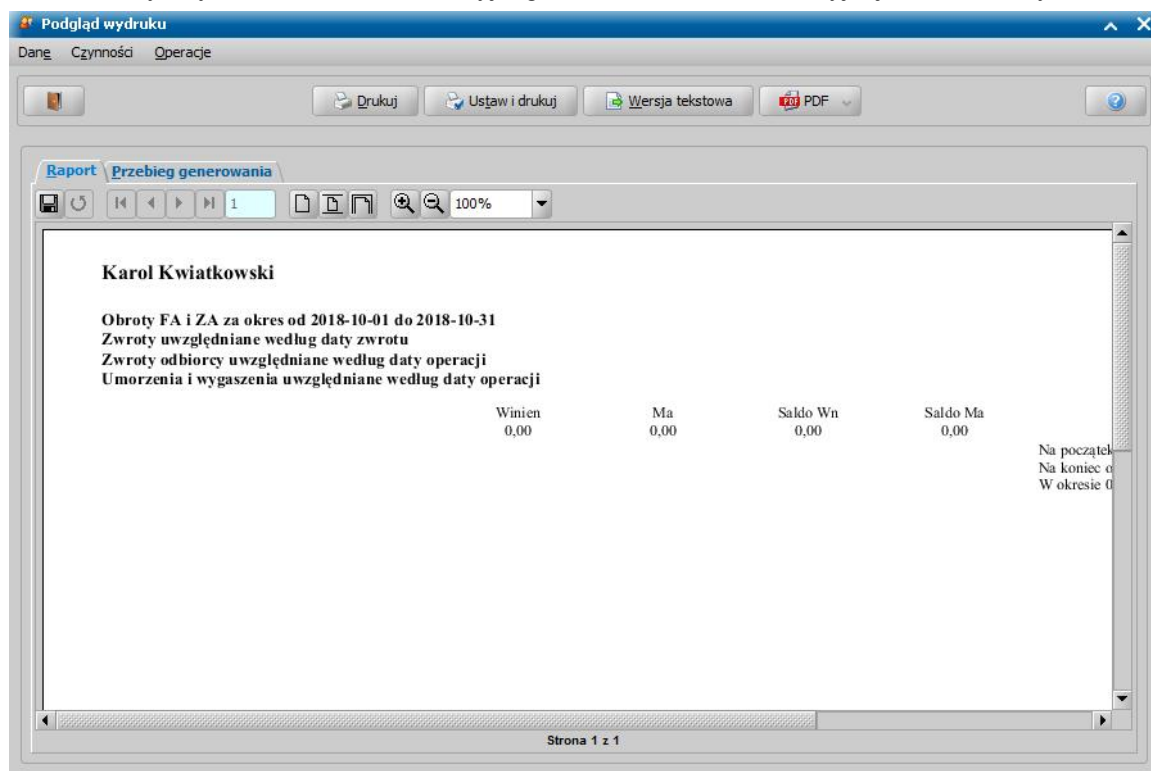 Podgląd wydruku
Dane Czynności Operacje
Drukuj Ustaw i drukuj Wersja tekstowa PDF
Raport Przebieg generowania
1 100%
Karol Kwiatkowski
Obroty FA i ZA za okres od 2018-10-01 do 2018-10-31
Zwroty uwzględniane według daty zwrotu
Zwroty odbiorcy uwzględniane według daty operacji
Umorzenia i wygaszenia uwzględniane według daty operacji
Winien Ma Saldo Wn Saldo Ma
0,00 0,00 0,00 0,00
Na początek
Na koniec o
W okresie 0
Strona 1 z 1